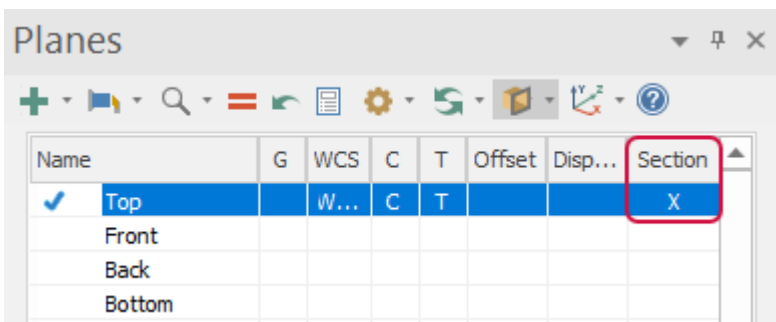 Planes
Name G WCS C T Offset Disp... Section
Top W... C T X
Front
Back
Bottom